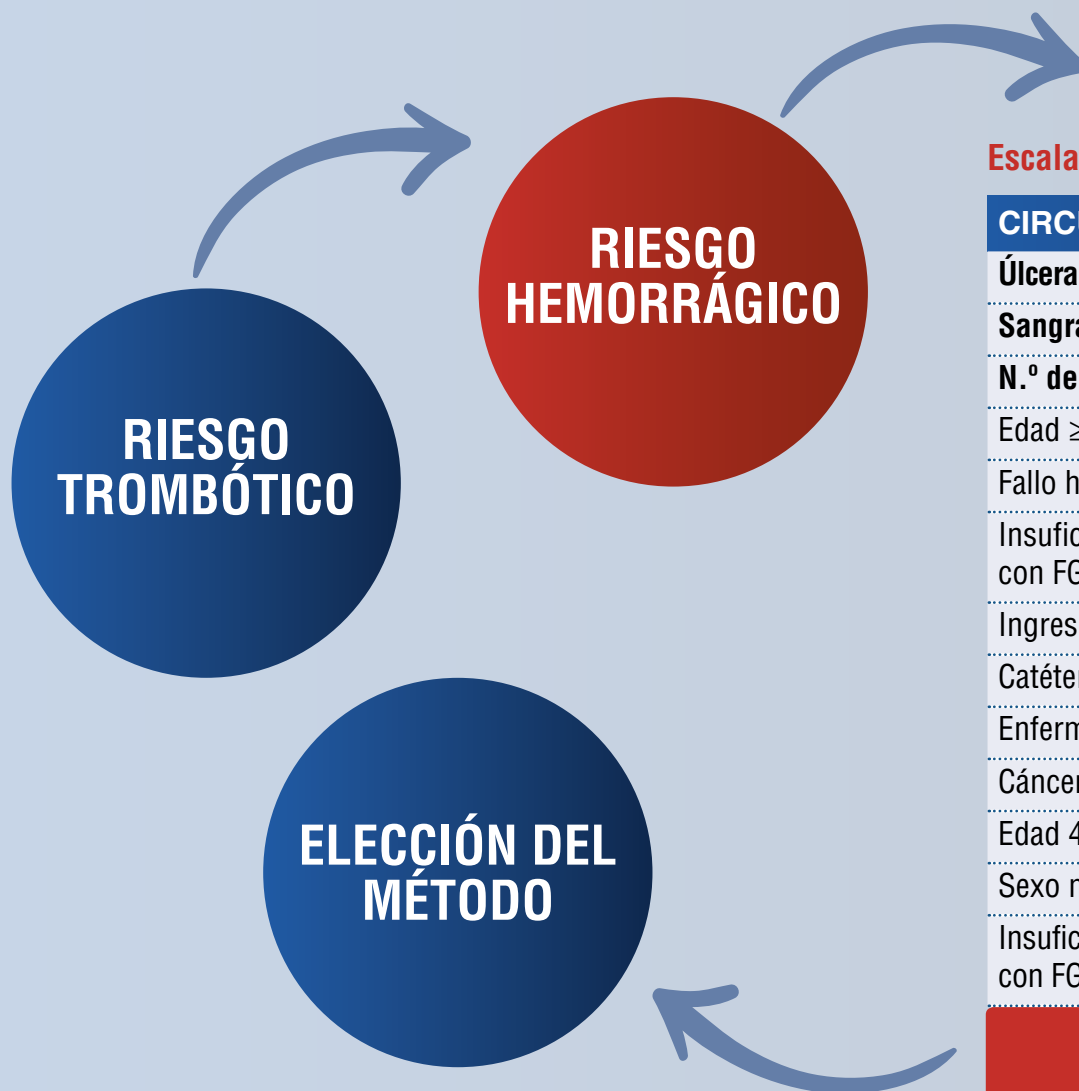 RIESGO
HEMORRÁGICO
RIESGO
TROMBÓTICO
ELECCIÓN DEL
MÉTODO
Escala
CIRCU
Úlcera
Sangra
N.º de
Edad ≥
Fallo h
Insufic
con FG
Ingres
Catéter
Enferm
Cáncer
Edad 4
Sexo m
Insufic
con FG